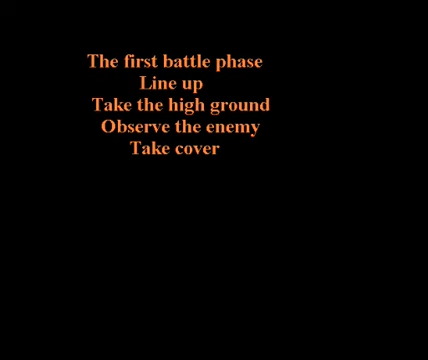 The first battle phase
Line up
Take the high ground
Observe the enemy
Take cover